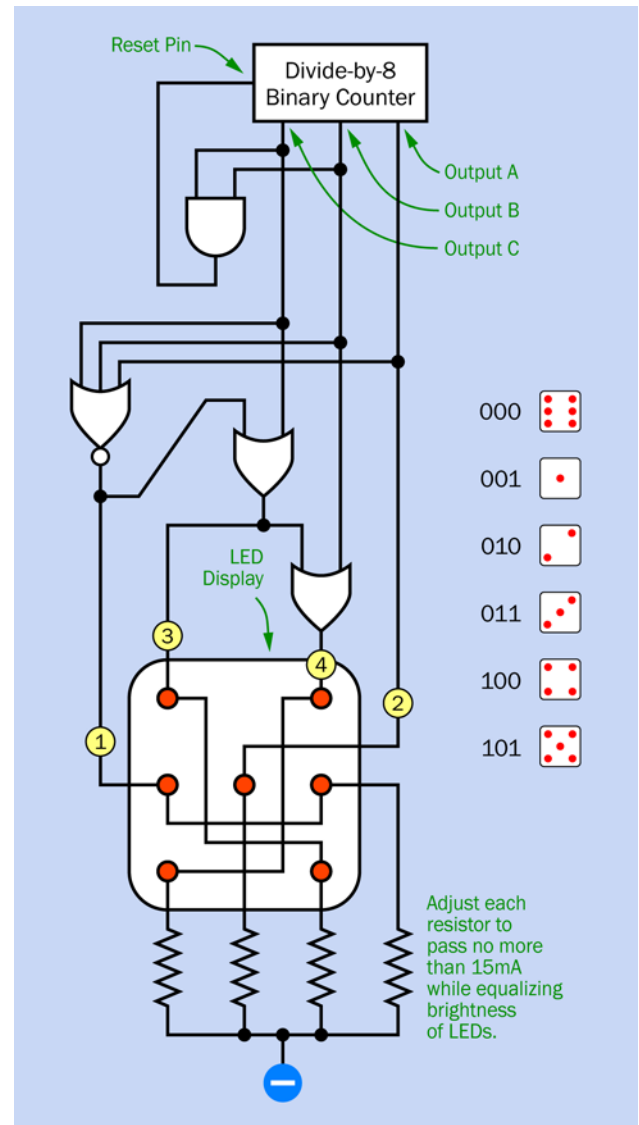 Reset Pin
Divide-by-8
Binary Counter
Output A
Output B
Output C
000
001
010
011
100
101
LED
Display
3
4
2
1
Adjust each
resistor to
pass no more
than 15mA
while equalizing
brightness
of LEDs.